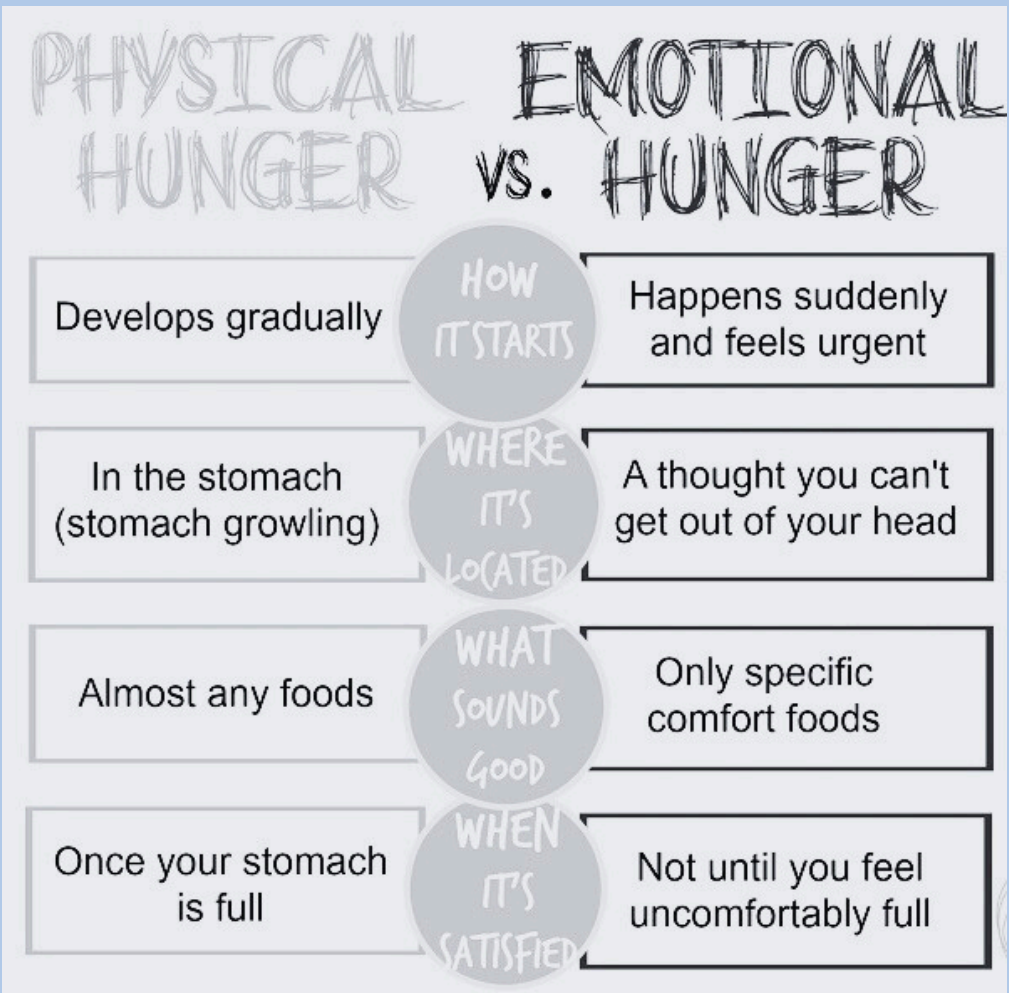 PHYSICAL
HUNGER
vs.
EMOTIONAL
HUNGER
Develops gradually
HOW
IT STARTS
Happens suddenly
and feels urgent
In the stomach
(stomach growling)
WHERE
IT'S
LOCATED
A thought you can't
get out of your head
Almost any foods
WHAT
SOUNDS
GOOD
Only specific
comfort foods
Once your stomach
is full
WHEN
IT'S
SATISFIED
Not until you feel
uncomfortably full